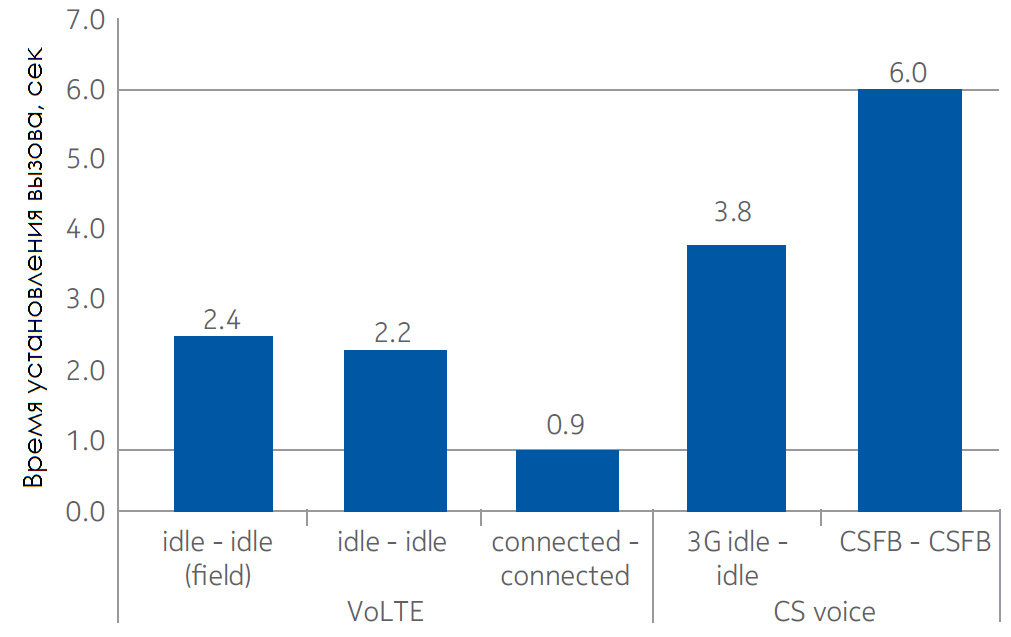 Время установления вызова, сек
7.0
6.0
5.0
4.0
3.0
2.0
1.0
0.0
2.4
2.2
0.9
3.8
6.0
idle - idle
(field)
idle - idle
connected -
connected
3G idle -
idle
CSFB - CSFB
VoLTE
CS voice